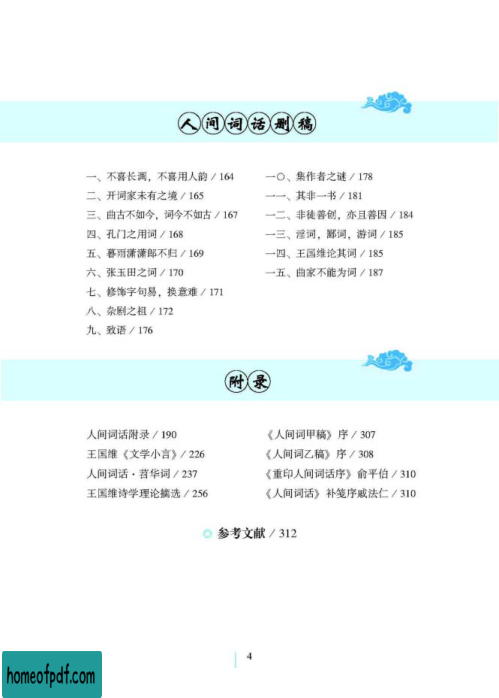 人间词话删稿
一、不喜长调，不喜用人韵 / 164
二、开词家未有之境 / 165
三、曲古不如今，词今不如古 / 167
四、孔门之用词 / 168
五、暮雨潇潇郎不归 / 169
六、张玉田之词 / 170
七、修饰字句易，换意难 / 171
八、杂剧之祖 / 172
九、致语 / 176
一〇、集作者之谜 / 178
一一、其非一书 / 181
一二、非徒善创，亦且善因 / 184
一三、淫词，鄙词，游词 / 185
一四、王国维论其词 / 185
一五、曲家不能为词 / 187
附录
人间词话附录 / 190
王国维《文学小言》/ 226
人间词话·苕华词 / 237
王国维诗学理论摘选 / 256
《人间词甲稿》序 / 307
《人间词乙稿》序 / 308
《重印人间词话序》俞平伯 / 310
《人间词话》补笺序戚法仁 / 310
参考文献 / 312
4
homeofpdf.com